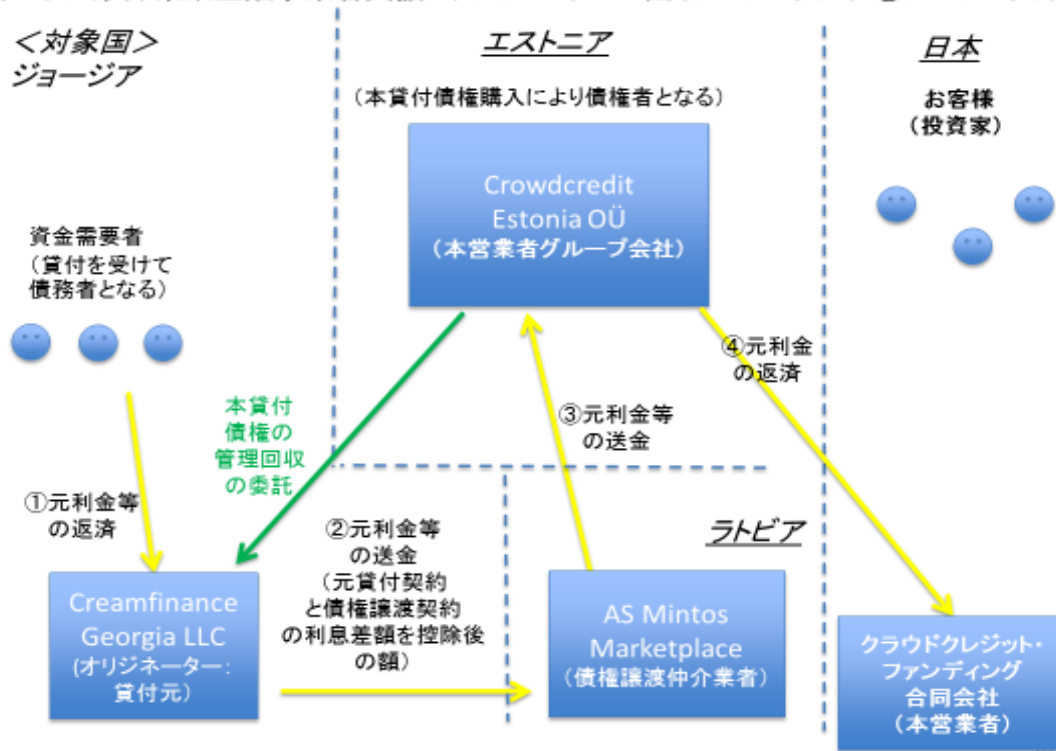 <対象国>
ジョージア
エストニア
日本
(本貸付債権購入により債権者となる)
お客様
(投資家)
Crowdcredit
Estonia OÜ
(本営業者グループ会社)
資金需要者
(貸付を受けて
債務者となる)
④元利金
の返済
本貸付
債権の
管理回収
の委託
③元利金等
の送金
①元利金等
の返済
②元利金等
の送金
(元貸付契約
と債権譲渡契約
の利息差額を控除後
の額)
ラトビア
Creamfinance
Georgia LLC
(オリジネーター:
貸付元)
AS Mintos
Marketplace
(債権譲渡仲介業者)
クラウドクレジット・
ファンディング
合同会社
(本営業者)